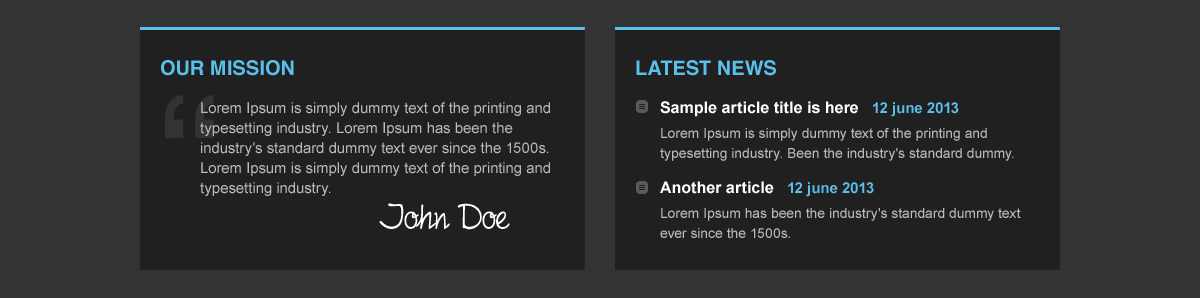 OUR MISSION
Lorem Ipsum is simply dummy text of the printing and
typesetting industry. Lorem Ipsum has been the
industry's standard dummy text ever since the 1500s.
Lorem Ipsum is simply dummy text of the printing and
typesetting industry.
John Doe
LATEST NEWS
Sample article title is here 12 june 2013
Lorem Ipsum is simply dummy text of the printing and
typesetting industry. Been the industry's standard dummy.
Another article 12 june 2013
Lorem Ipsum has been the industry's standard dummy text
ever since the 1500s.